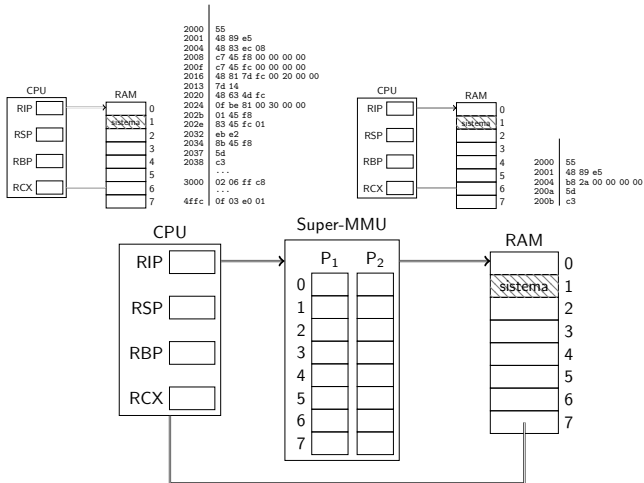 2000 55
2001 48 89 e5
2004 48 83 ec 08
2008 c7 45 f8 00 00 00 00
200f c7 45 fc 00 00 00 00
2016 48 81 7d fc 00 20 00 00
2013 7d 14
2020 48 63 4d fc
2024 0f be 81 00 30 00 00
202b 01 45 f8
202e 83 45 fc 01
2032 eb e2
2034 8b 45 f8
2037 5d
2038 c3
...
3000 02 06 ff c8
...
4ffc 0f 03 e0 01
CPU
RIP
RSP
RBP
RCX
RAM
0
sistema 1
2
3
4
5
6
7
CPU
RIP
RSP
RBP
RCX
RAM
0
sistema 1
2
3
4
5
6
7
2000 55
2001 48 89 e5
2004 b8 2a 00 00 00 00
200a 5d
200b c3
CPU
RIP
RSP
RBP
RCX
Super-MMU
P1 P2
0
1
2
3
4
5
6
7
RAM
0
sistema 1
2
3
4
5
6
7